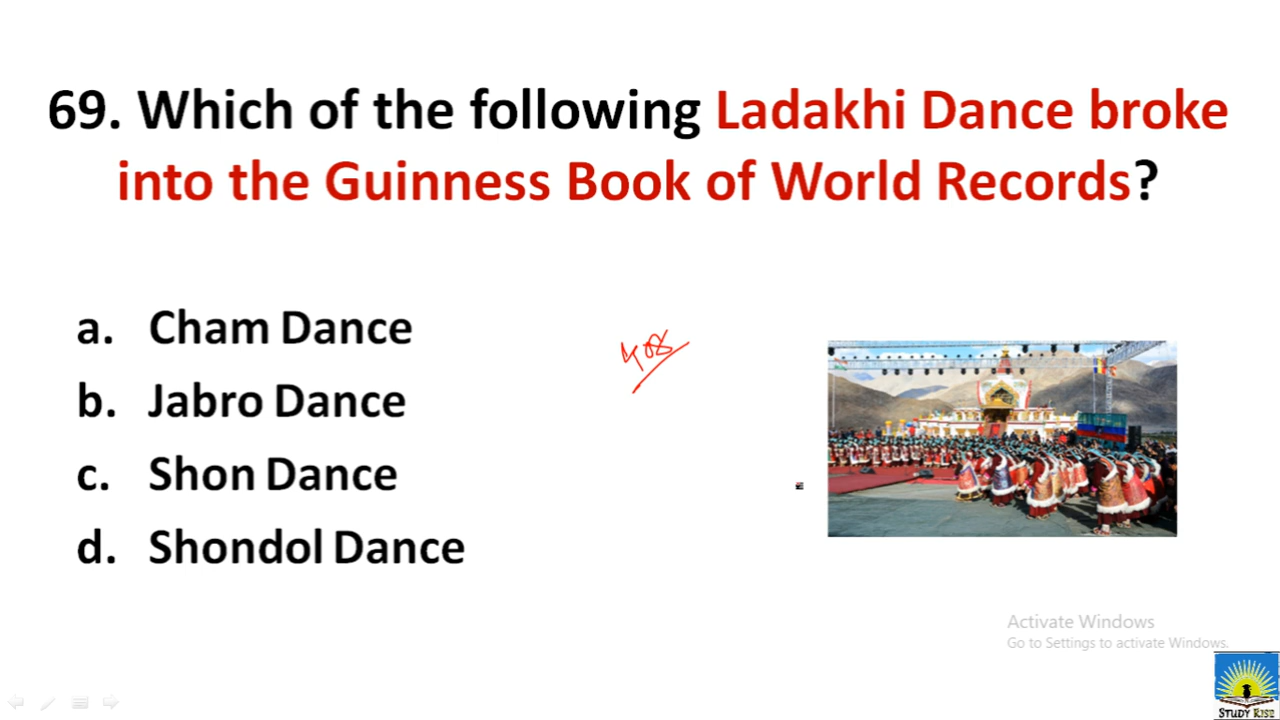 69. Which of the following Ladakhi Dance broke
into the Guinness Book of World Records?
a. Cham Dance
b. Jabro Dance
c. Shon Dance
d. Shondol Dance
408
Activate Windows
Go to Settings to activate Windows.
STUDY RISE